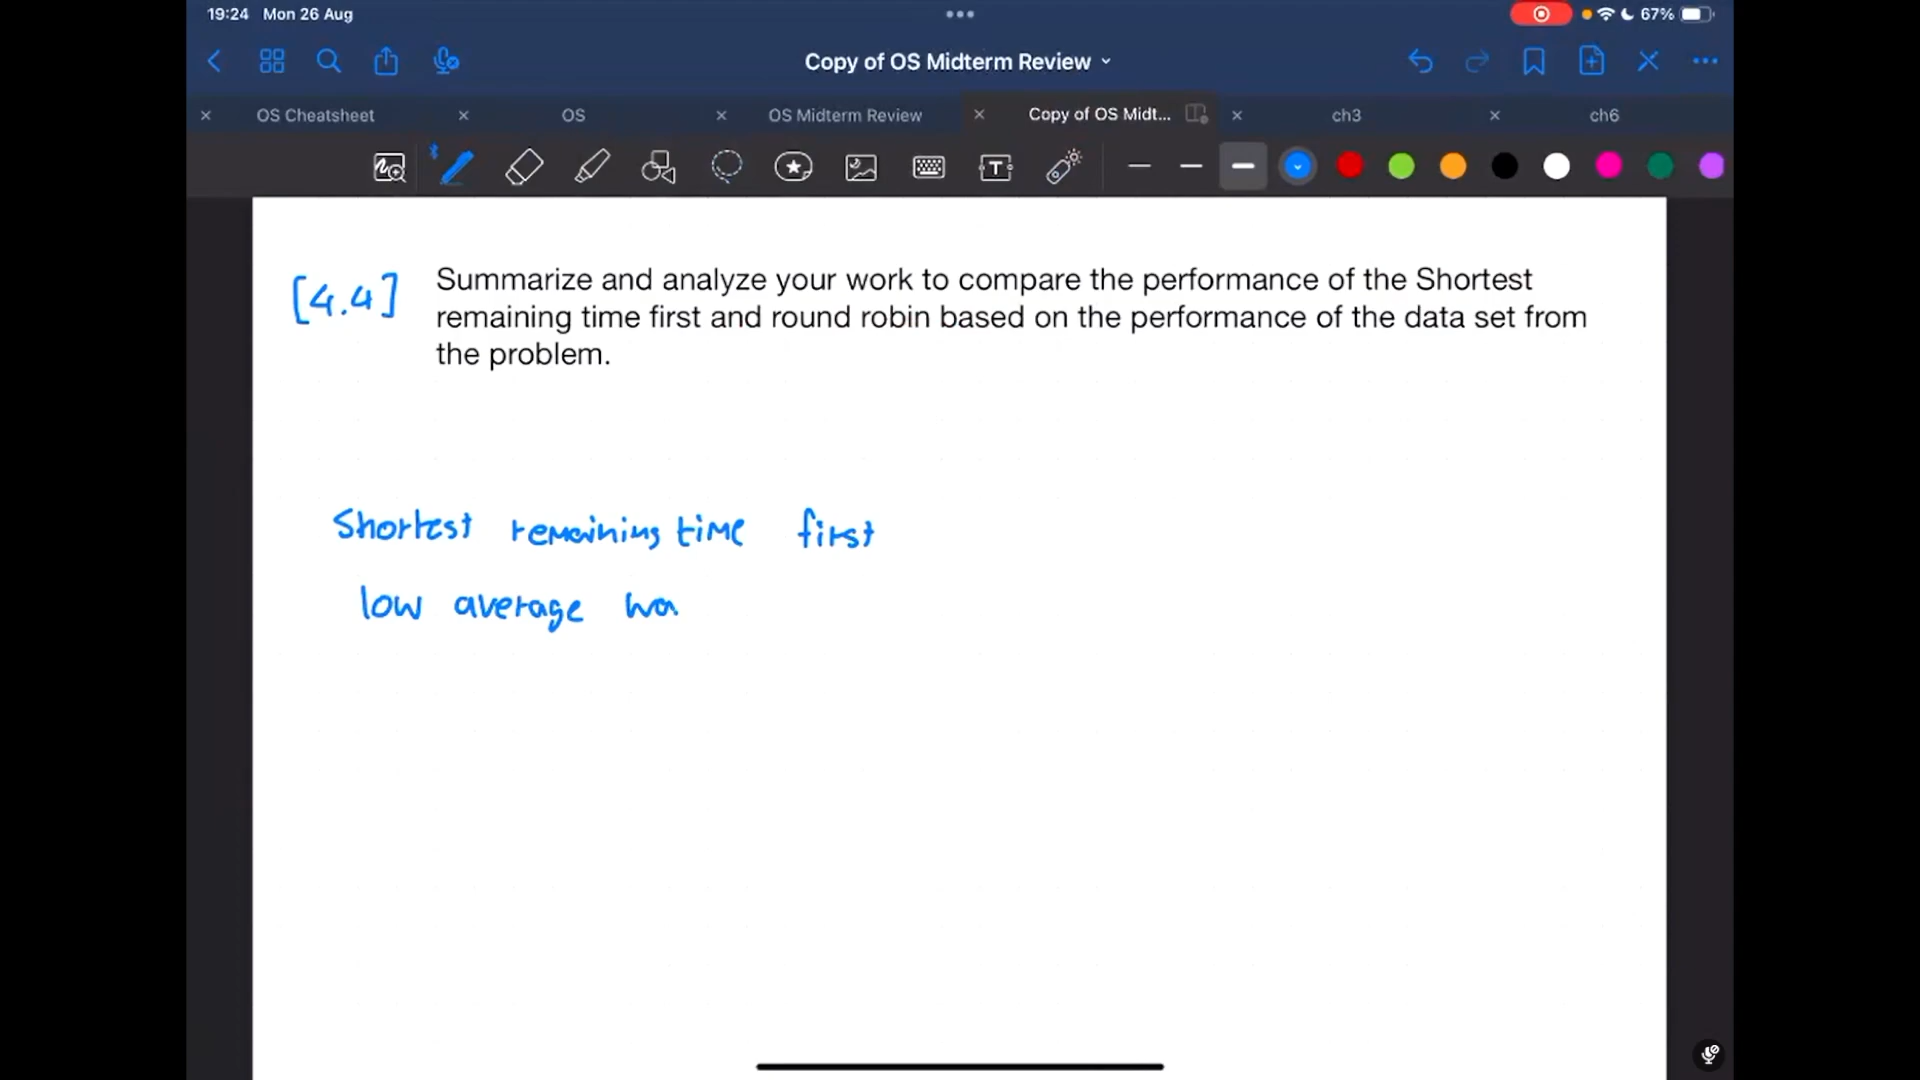 19:24 Mon 26 Aug 67%
Copy of OS Midterm Review
OS Cheatsheet OS OS Midterm Review Copy of OS Midt... ch3 ch6
[4.4] Summarize and analyze your work to compare the performance of the Shortest
remaining time first and round robin based on the performance of the data set from
the problem.
Shortest remaining time first
low average wa